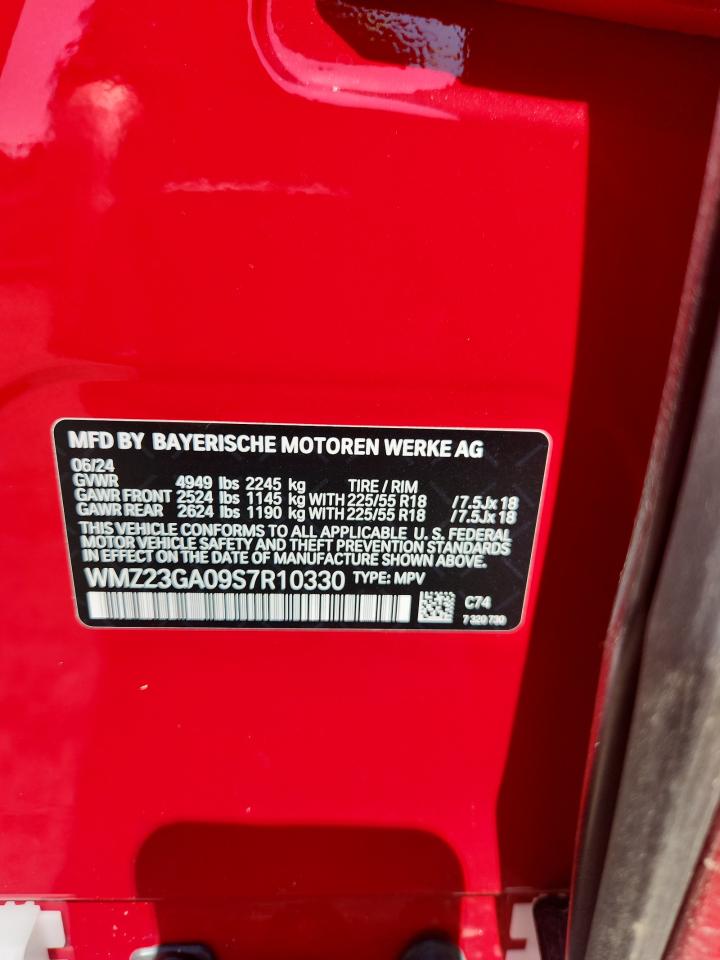 MFD BY BAYERISCHE MOTOREN WERKE AG
06/24
GVWR 4949 lbs 2245 kg TIRE / RIM
GAWR FRONT 2524 lbs 1145 kg WITH 225/55 R18 /7.5Jx18
GAWR REAR 2624 lbs 1190 kg WITH 225/55 R18 /7.5Jx18
THIS VEHICLE CONFORMS TO ALL APPLICABLE U. S. FEDERAL
MOTOR VEHICLE SAFETY AND THEFT PREVENTION STANDARDS
IN EFFECT ON THE DATE OF MANUFACTURE SHOWN ABOVE.
WMZ23GA09S7R10330 TYPE: MPV
C74
7 320 730